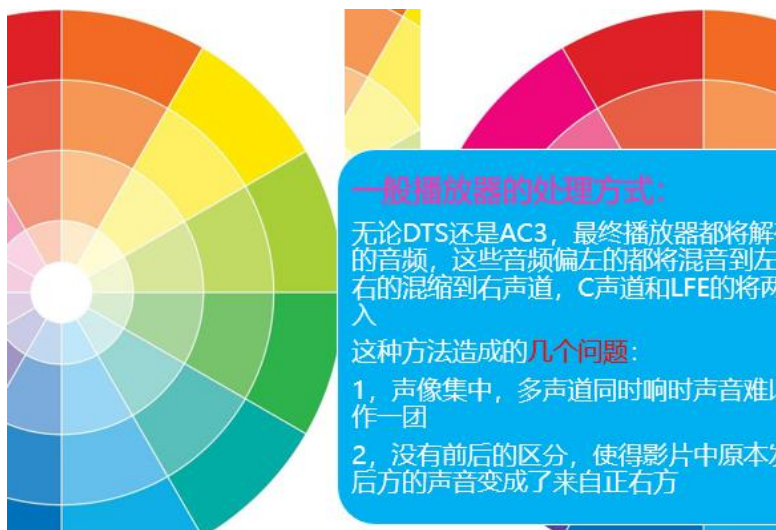 一般播放器的处理方式：
无论DTS还是AC3，最终播放器都将解
的音频，这些音频偏左的都将混音到左
右的混缩到右声道，C声道和LFE的将两
入
这种方法造成的几个问题：
1，声像集中，多声道同时响时声音难以
作一团
2，没有前后的区分，使得影片中原本发
后方的声音变成了来自正右方